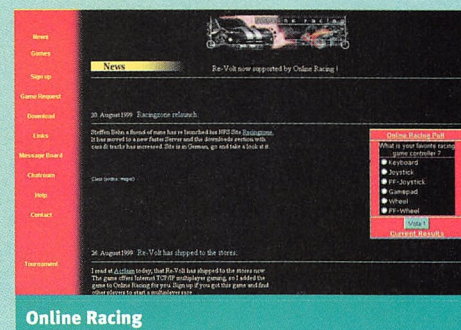 News
Games
Sign up
Game Request
Download
Links
Message Board
Chatroom
Help
Contact
Tournament
News
Re-Volt now supported by Online Racing !
20. August 1999 Racingzone relaunch:
Steffen Behn a friend of mine has re launched his NFS Site Racingzone.
It has moved to a new faster Server and the downloads section with
cars & tracks has increased. Site is in German, go and take a look at it.
26. August 1999 Re-Volt has shipped to the stores:
I read at Acclaim today, that Re-Volt has shipped to the stores now.
The game offers Internet TCP/IP multiplayer gaming, so I added the
game to Online Racing for you. Sign up if you got this game and find
other players to start a multiplayer race.
Online Racing Poll
What is your favorite racing
game controller ?
Keyboard
Joystick
FF-Joystick
Gamepad
Wheel
FF-Wheel
Vote !
Current Results
Online Racing